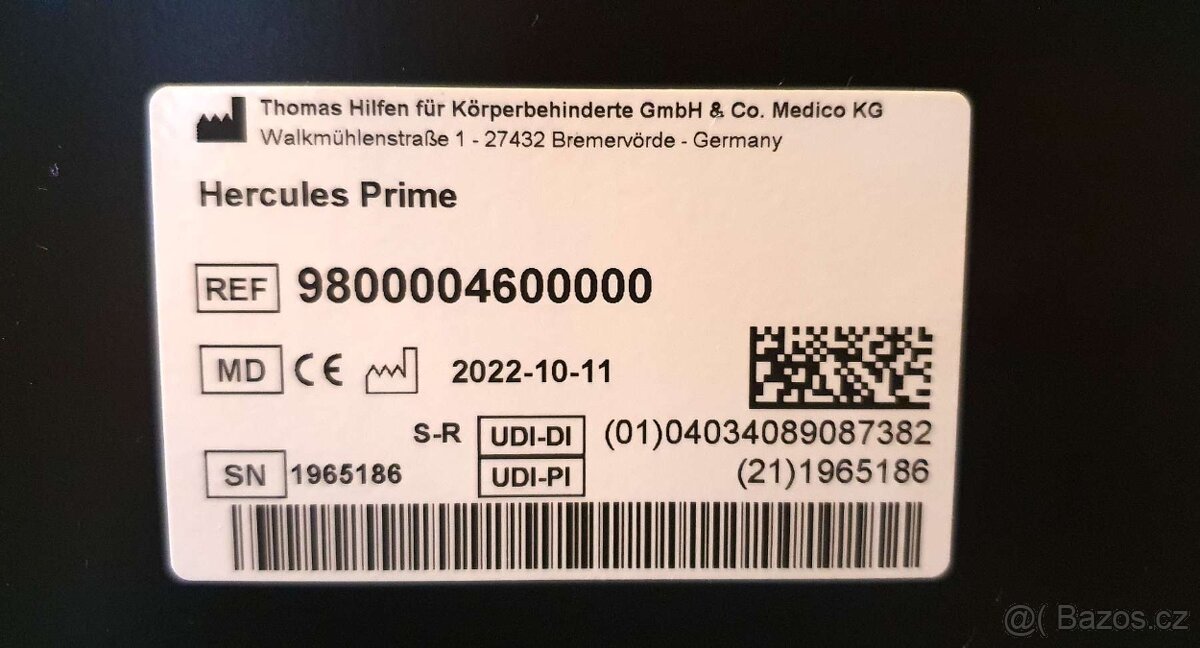 Thomas Hilfen für Körperbehinderte GmbH & Co. Medico KG
Walkmühlenstraße 1 - 27432 Bremervörde - Germany
Hercules Prime
REF 9800004600000
MD CE 2022-10-11
S-R UDI-DI (01)04034089087382
SN 1965186 UDI-PI (21)1965186
@( Bazos.cz